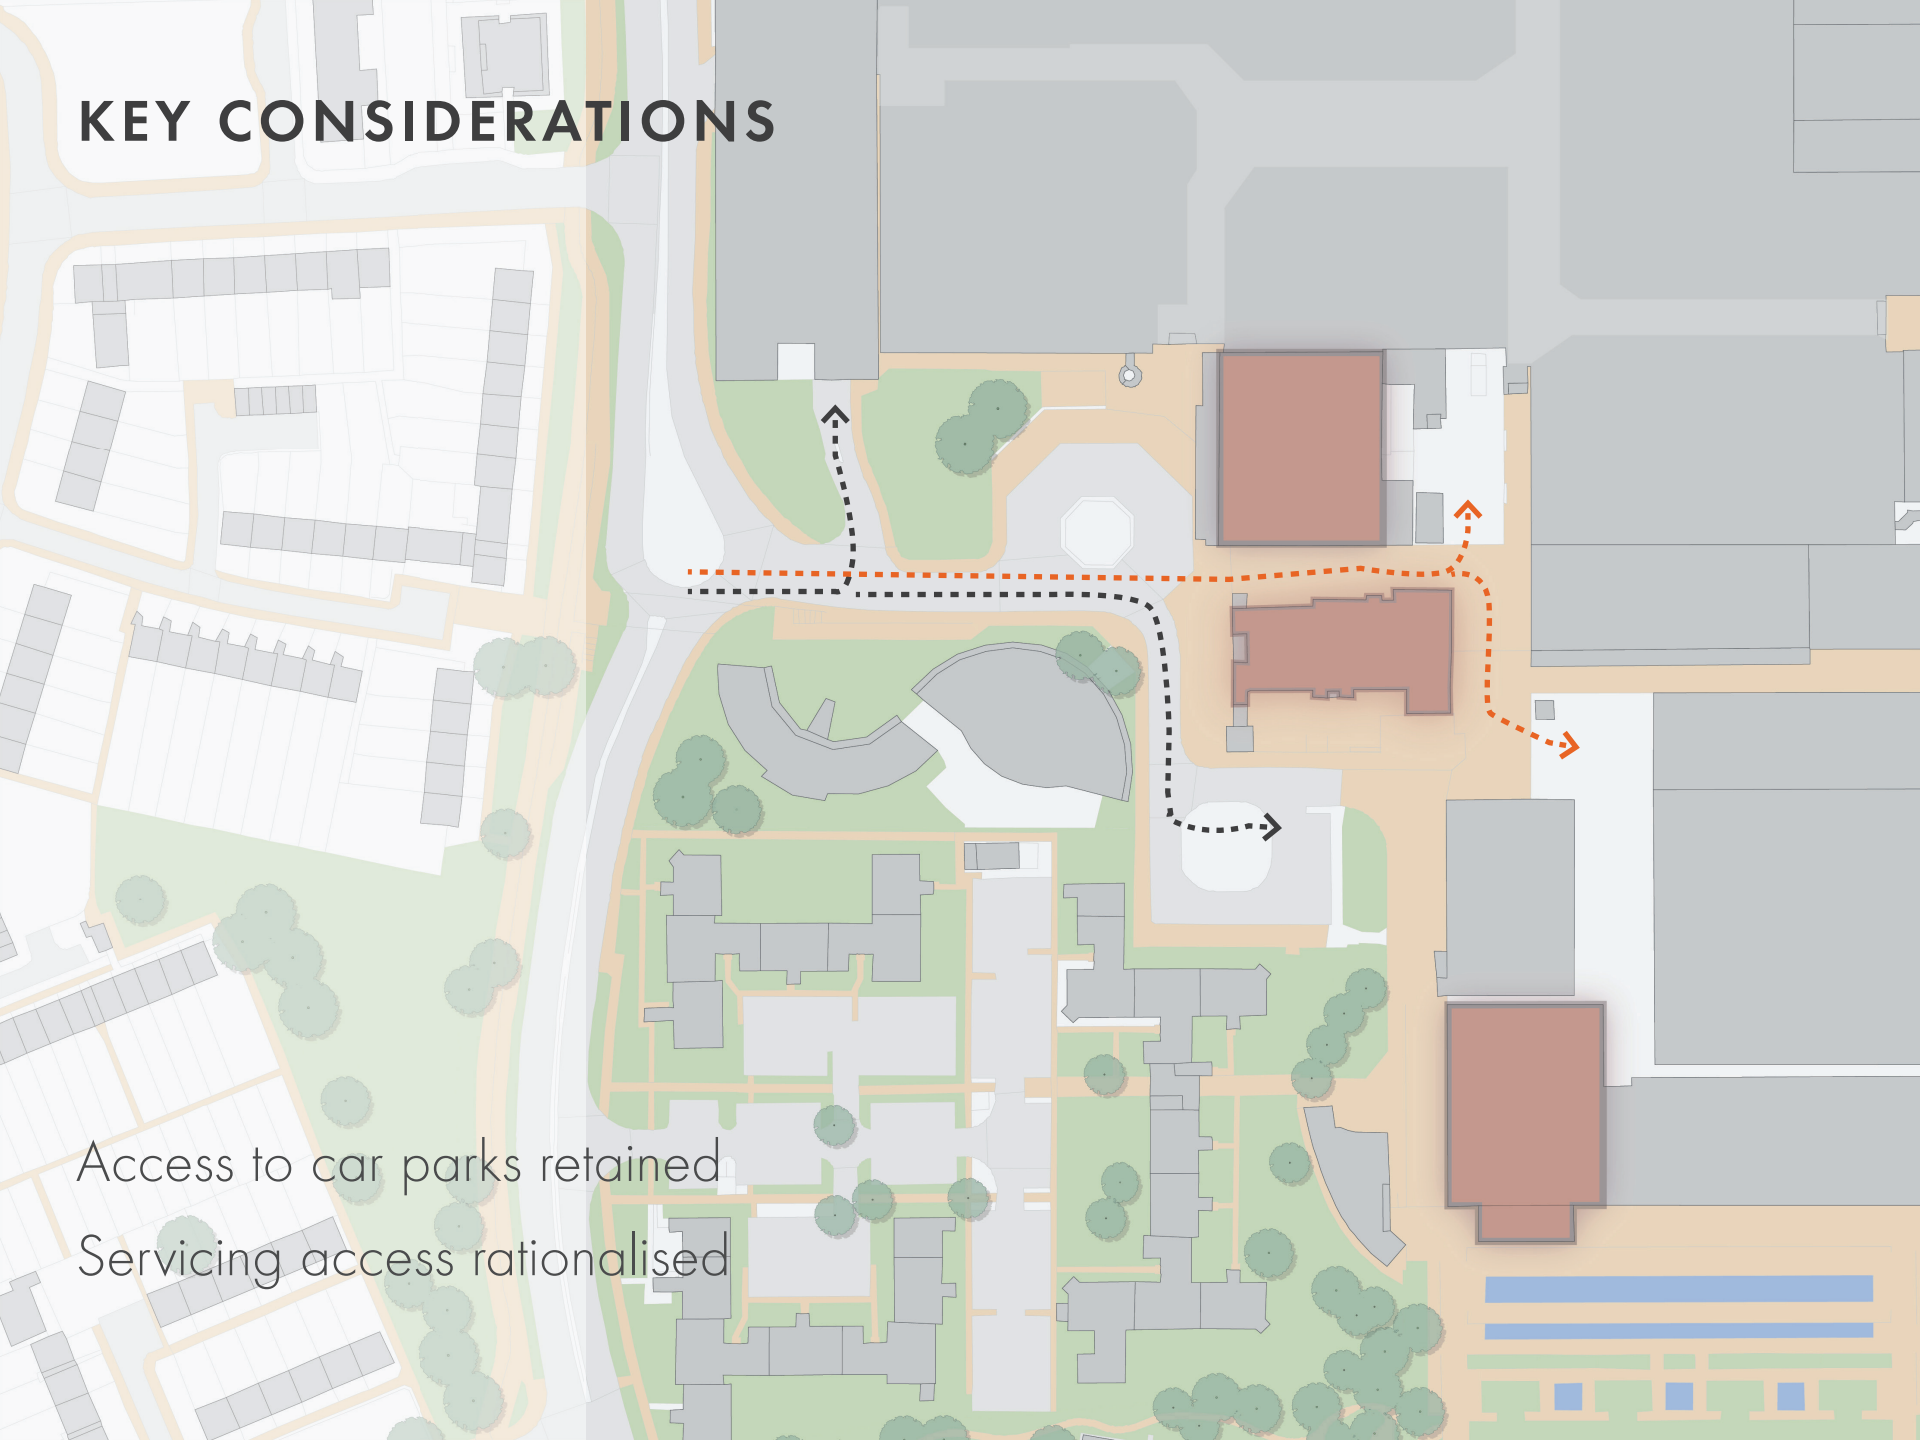 KEY CONSIDERATIONS
Access to car parks retained
Servicing access rationalised